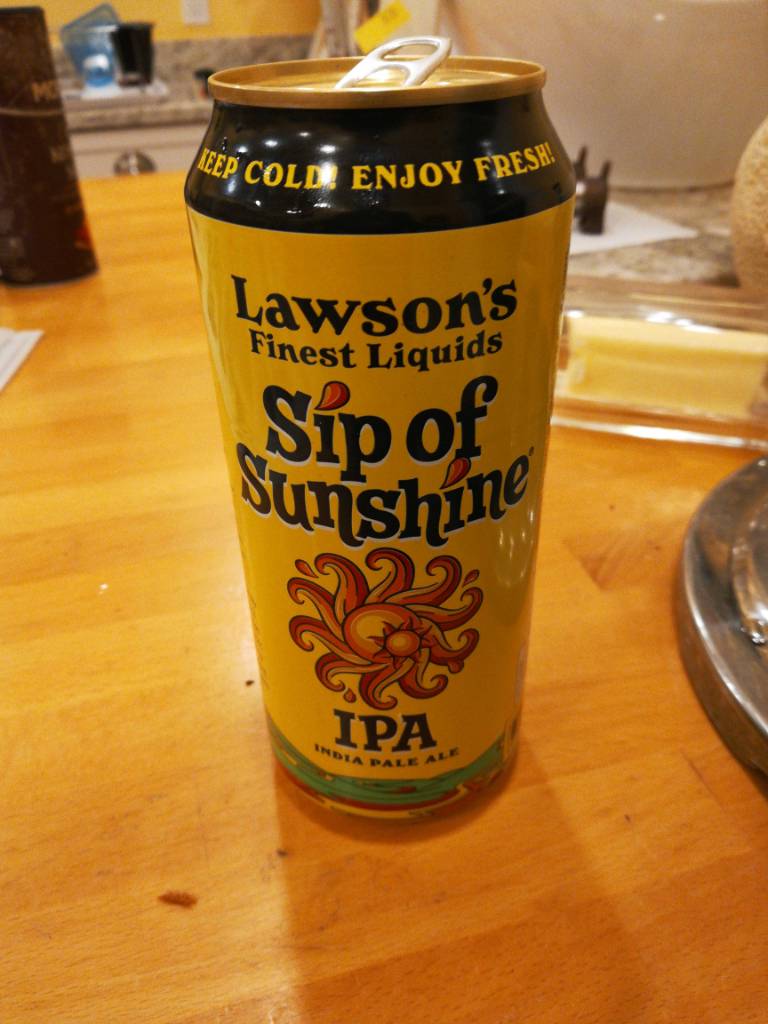 KEEP COLD! ENJOY FRESH!
Lawson's
Finest Liquids
Sip of
Sunshine®
IPA
INDIA PALE ALE